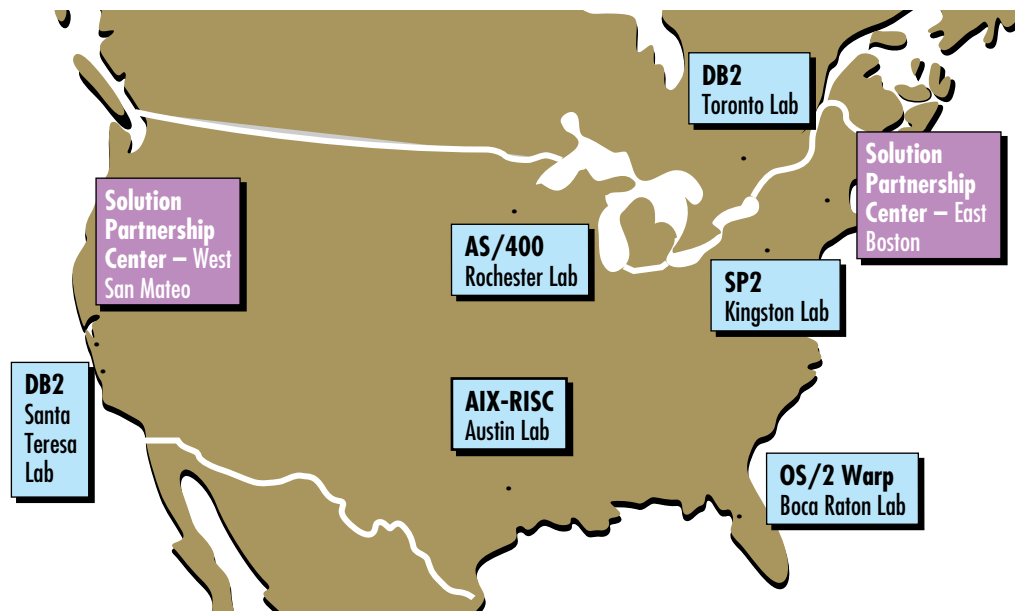 DB2
Toronto Lab
Solution
Partnership
Center – East
Boston
Solution
Partnership
Center – West
San Mateo
AS/400
Rochester Lab
SP2
Kingston Lab
DB2
Santa
Teresa
Lab
AIX-RISC
Austin Lab
OS/2 Warp
Boca Raton Lab